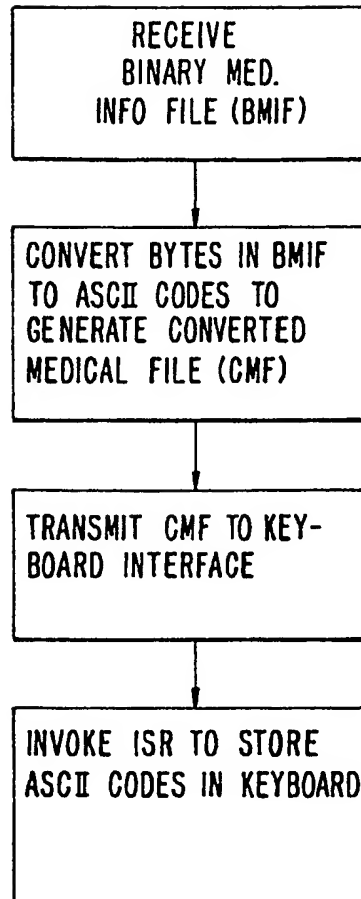 RECEIVE
BINARY MED.
INFO FILE (BMIF)
CONVERT BYTES IN BMIF
TO ASCII CODES TO
GENERATE CONVERTED
MEDICAL FILE (CMF)
TRANSMIT CMF TO KEY-
BOARD INTERFACE
INVOKE ISR TO STORE
ASCII CODES IN KEYBOARD